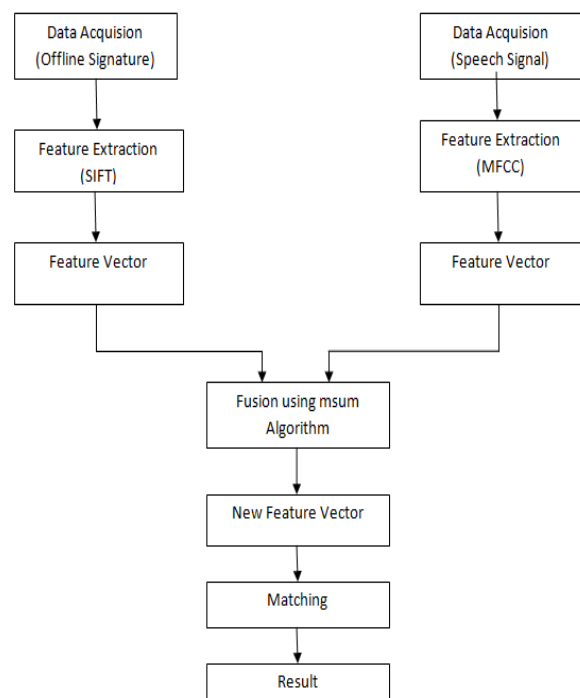 Data Acquision
(Offline Signature)
Data Acquision
(Speech Signal)
Feature Extraction
(SIFT)
Feature Extraction
(MFCC)
Feature Vector
Feature Vector
Fusion using msum
Algorithm
New Feature Vector
Matching
Result